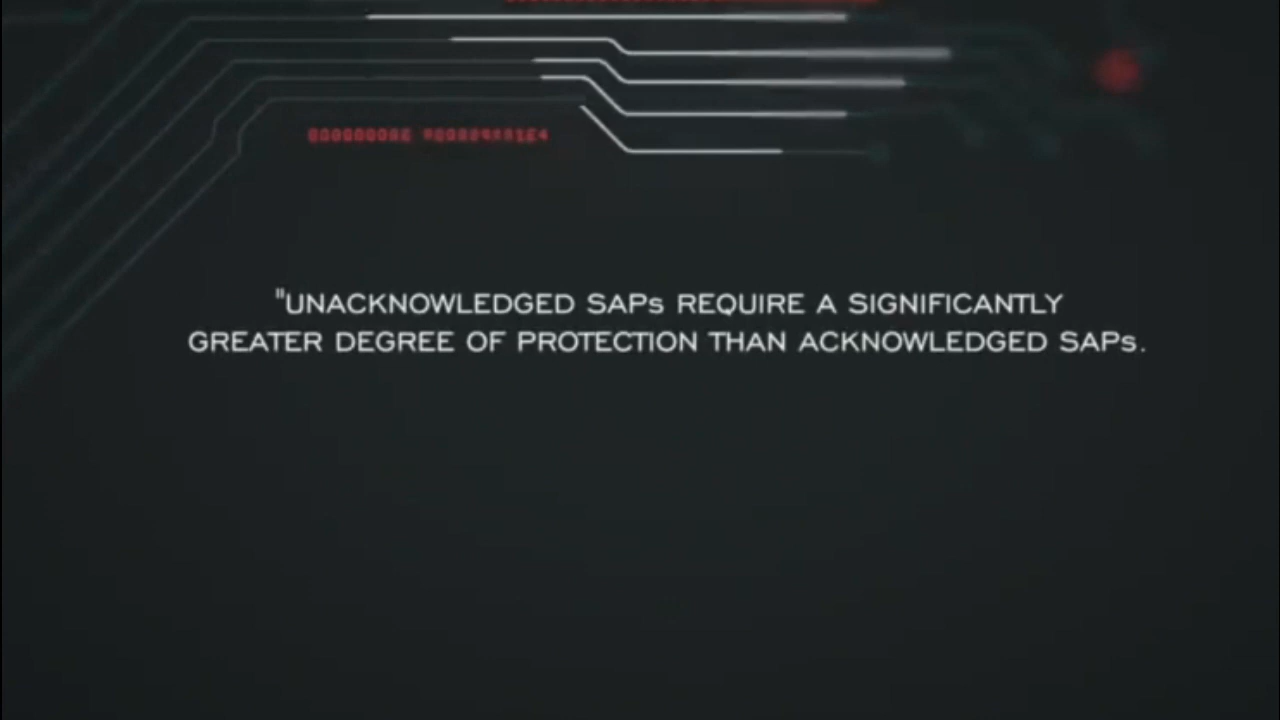 "UNACKNOWLEDGED SAPs REQUIRE A SIGNIFICANTLY
GREATER DEGREE OF PROTECTION THAN ACKNOWLEDGED SAPs.